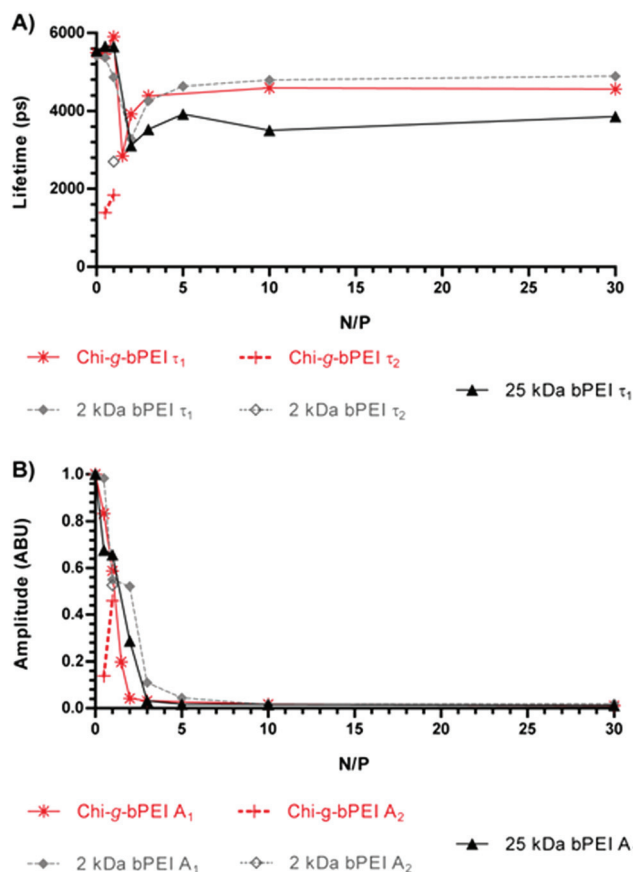 A)
6000
4000
2000
0
Lifetime (ps)
0 5 10 15 20 25 30
N/P
Chi-g-bPEI τ1 Chi-g-bPEI τ2
25 kDa bPEI τ1
2 kDa bPEI τ1 2 kDa bPEI τ2
B)
1.0
0.8
0.6
0.4
0.2
0.0
Amplitude (ABU)
0 5 10 15 20 25 30
N/P
Chi-g-bPEI A1 Chi-g-bPEI A2
25 kDa bPEI A
2 kDa bPEI A1 2 kDa bPEI A2